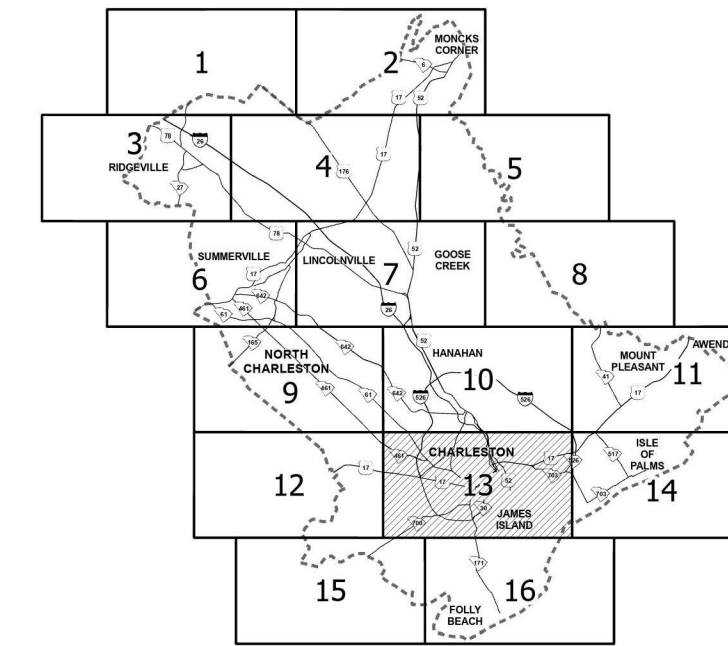 1
2
MONCKS
CORNER
6
17
52
3
78
26
RIDGEVILLE
27
4
17
176
5
78
52
SUMMERVILLE
LINCOLNVILLE
GOOSE
CREEK
6
17
7
8
642
61
461
26
165
642
52
NORTH
CHARLESTON
HANAHAN
MOUNT
PLEASANT
AWEND
9
461
61
642
526
10
526
41
17
11
CHARLESTON
461
17
526
517
ISLE
OF
PALMS
12
17
17
13
52
703
703
14
30
700
JAMES
ISLAND
15
171
16
FOLLY
BEACH